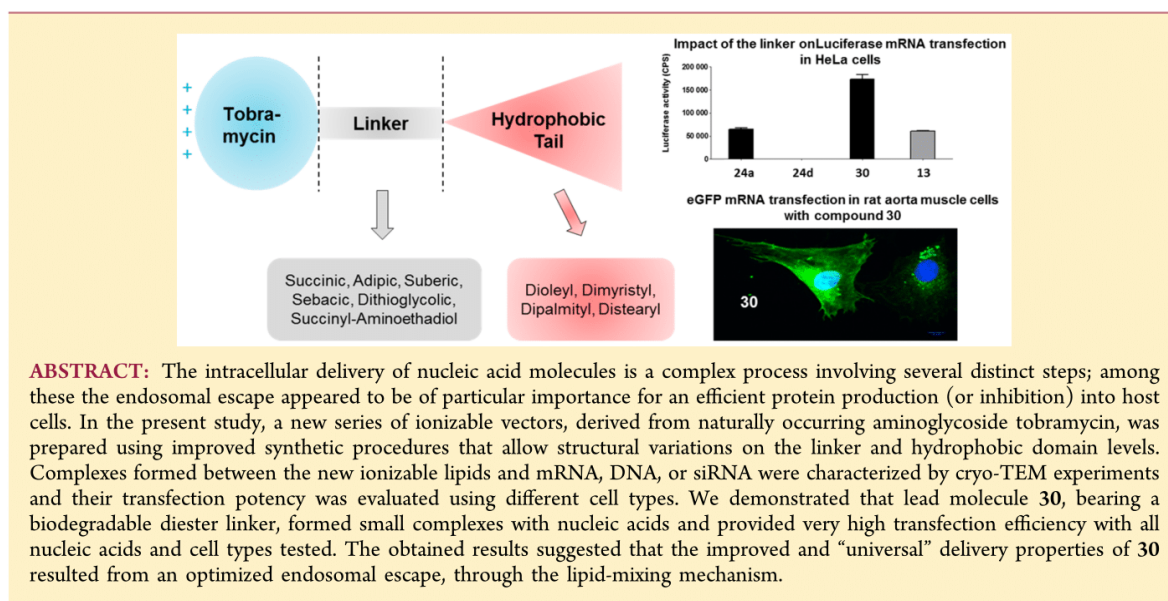 Impact of the linker onLuciferase mRNA transfection
in HeLa cells
Luciferase activity (CPS)
200 000
150 000
100 000
50 000
0
24a 24d 30 13
+
+
+
+
Tobra-
mycin
Linker
Hydrophobic
Tail
Succinic, Adipic, Suberic,
Sebacic, Dithioglycolic,
Succinyl-Aminoethadiol
Dioleyl, Dimyristyl,
Dipalmityl, Distearyl
eGFP mRNA transfection in rat aorta muscle cells
with compound 30
30
ABSTRACT: The intracellular delivery of nucleic acid molecules is a complex process involving several distinct steps; among
these the endosomal escape appeared to be of particular importance for an efficient protein production (or inhibition) into host
cells. In the present study, a new series of ionizable vectors, derived from naturally occurring aminoglycoside tobramycin, was
prepared using improved synthetic procedures that allow structural variations on the linker and hydrophobic domain levels.
Complexes formed between the new ionizable lipids and mRNA, DNA, or siRNA were characterized by cryo-TEM experiments
and their transfection potency was evaluated using different cell types. We demonstrated that lead molecule 30, bearing a
biodegradable diester linker, formed small complexes with nucleic acids and provided very high transfection efficiency with all
nucleic acids and cell types tested. The obtained results suggested that the improved and “universal” delivery properties of 30
resulted from an optimized endosomal escape, through the lipid-mixing mechanism.